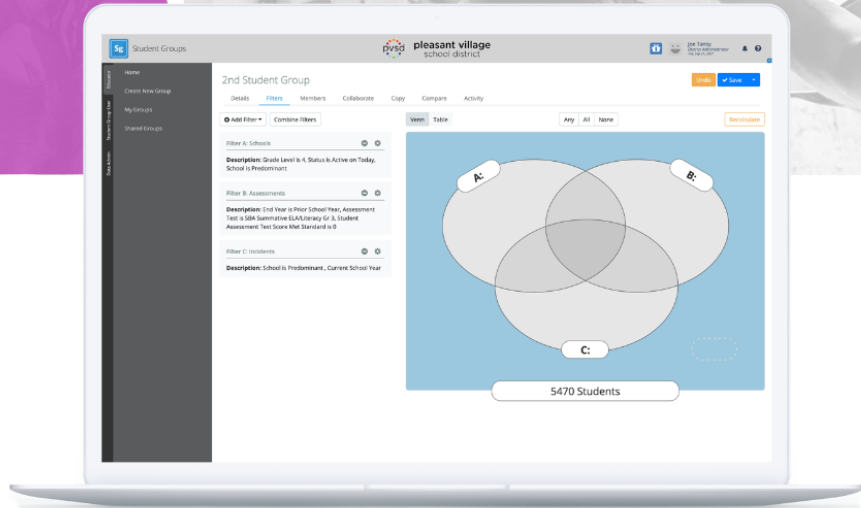 Sg Student Groups
pvsd pleasant village
school district
Joe Tansy
Home
Create New Group
My Groups
Shared Groups
Educator
Data Admin
2nd Student Group
Undo
Save
Details Filters Members Collaborate Copy Compare Activity
Add Filter Combine Filters
Venn Table
Any All None
Recalculate
Filter A: Schools
Description: Grade Level is 4, Status is Active on Today,
School is Predominant
Filter B: Assessments
Description: End Year is Prior School Year, Assessment
Test is SBA Summative ELA/Literacy Gr 3, Student
Assessment Test Score Met Standard is 0
Filter C: Incidents
Description: School is Predominant , Current School Year
A:
B:
C:
5470 Students